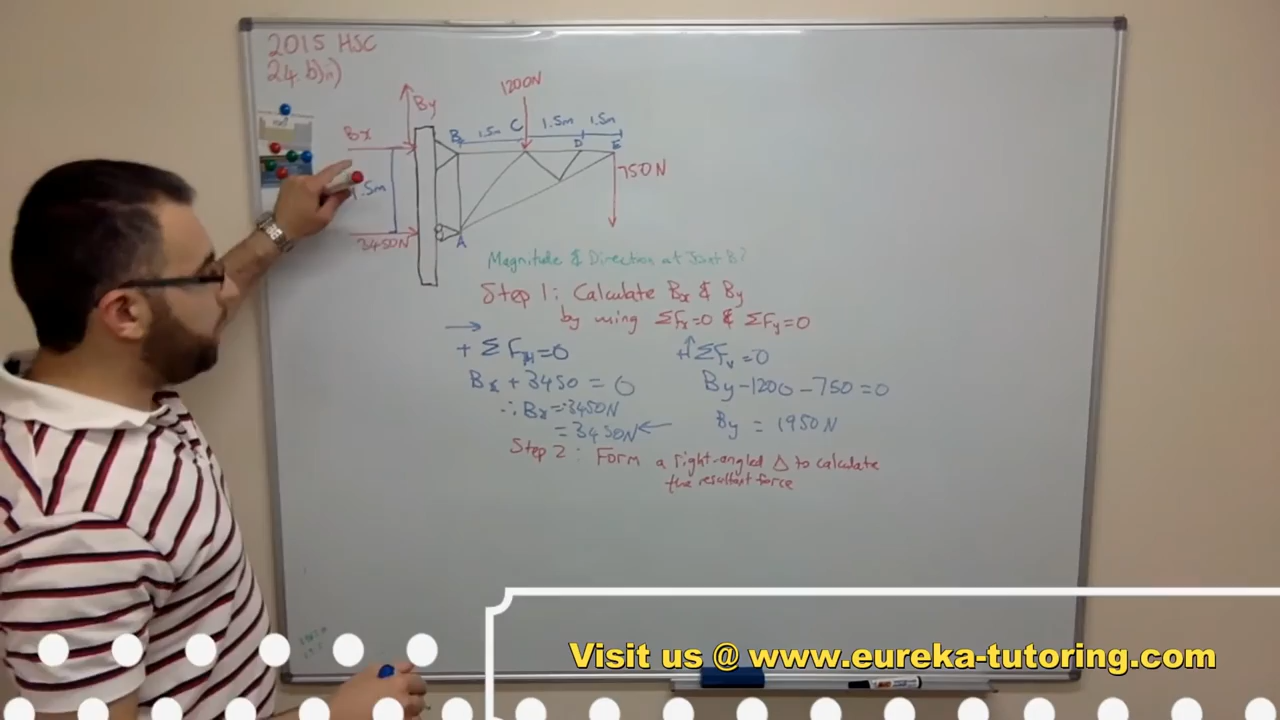 2015 HSC
24. b)ii)
1200N
By
Bx
B
1.5m
C
1.5m
1.5m
D
E
750N
1.5m
3450N
A
Magnitude & Direction at Joint B?
Step 1: Calculate Bx & By
by using ΣFx=0 & ΣFy=0
+ ΣFH=0
+ ΣFv=0
Bx + 3450 = 0
By-1200-750=0
∴ Bx = -3450N
= 3450N←
By = 1950N
Step 2: Form a right-angled Δ to calculate
the resultant force
Visit us @ www.eureka-tutoring.com